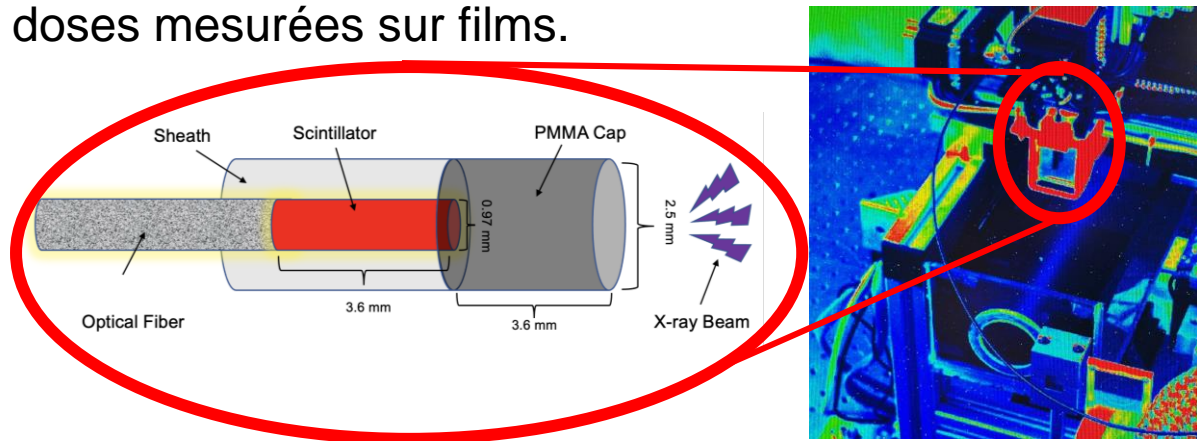 doses mesurées sur films.
Sheath
Scintillator
PMMA Cap
0.97 mm
2.5 mm
3.6 mm
3.6 mm
Optical Fiber
X-ray Beam